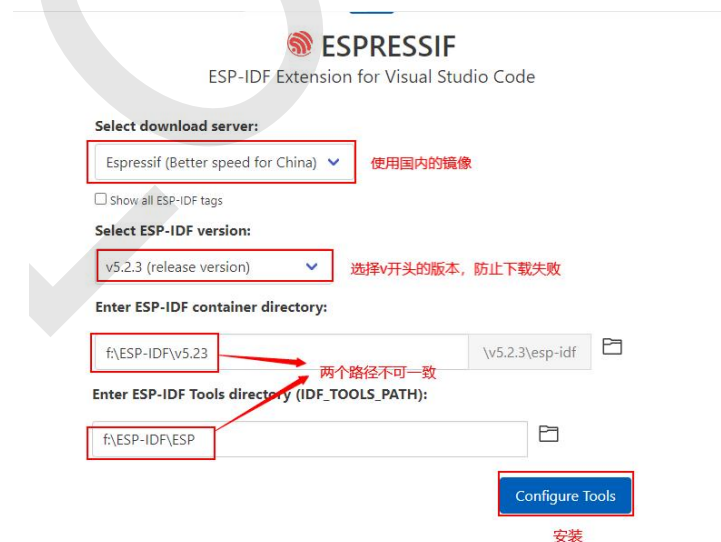 ESPRESSIF
ESP-IDF Extension for Visual Studio Code
Select download server:
Espressif (Better speed for China)
使用国内的镜像
Show all ESP-IDF tags
Select ESP-IDF version:
v5.2.3 (release version)
选择v开头的版本，防止下载失败
Enter ESP-IDF container directory:
f:\ESP-IDF\v5.23
\v5.2.3\esp-idf
两个路径不可一致
Enter ESP-IDF Tools directory (IDF_TOOLS_PATH):
f:\ESP-IDF\ESP
Configure Tools
安装